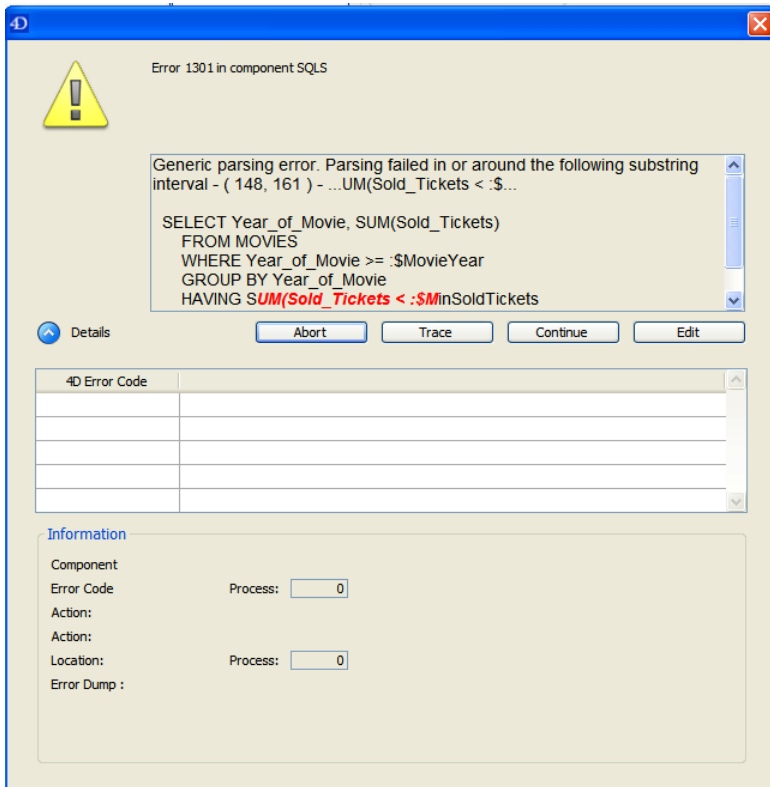 4D
Error 1301 in component SQLS
Generic parsing error. Parsing failed in or around the following substring
interval - ( 148, 161 ) - ...UM(Sold_Tickets < :$...
SELECT Year_of_Movie, SUM(Sold_Tickets)
FROM MOVIES
WHERE Year_of_Movie >= :$MovieYear
GROUP BY Year_of_Movie
HAVING SUM(Sold_Tickets < :$MinSoldTickets
Details
Abort
Trace
Continue
Edit
4D Error Code
Information
Component
Error Code Process: 0
Action:
Action:
Location: Process: 0
Error Dump :